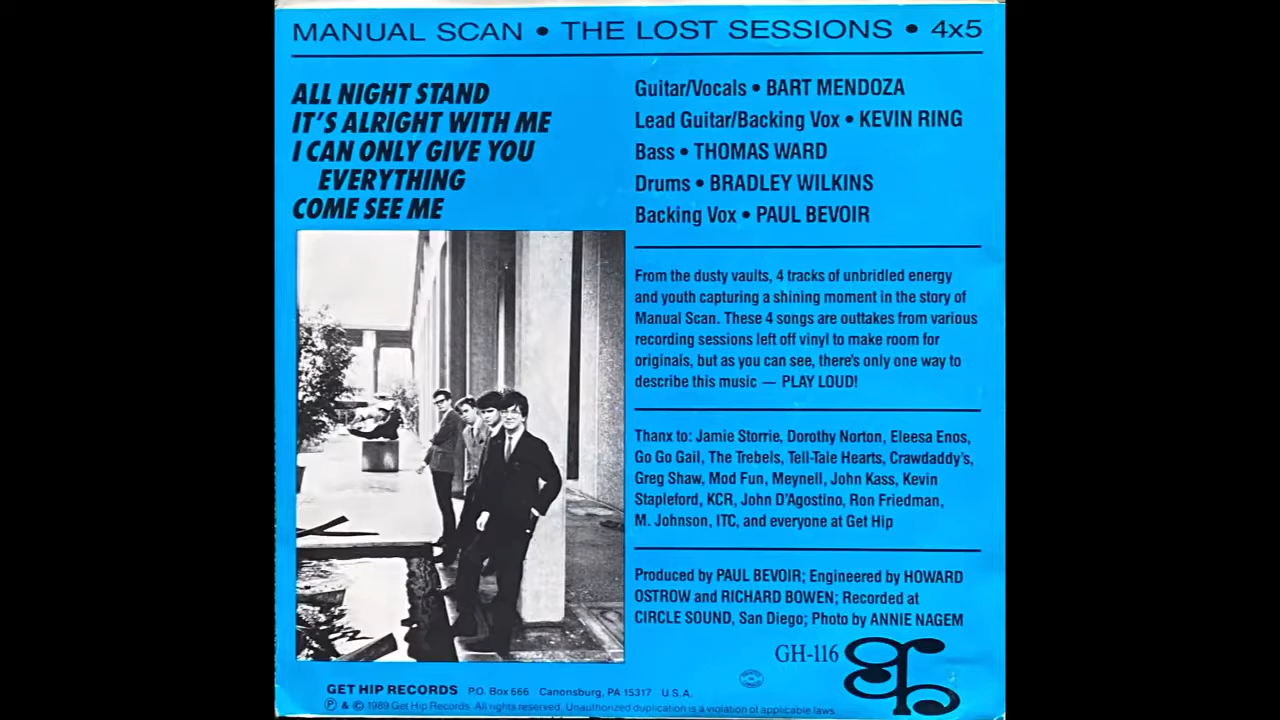 MANUAL SCAN • THE LOST SESSIONS • 4x5
ALL NIGHT STAND
IT'S ALRIGHT WITH ME
I CAN ONLY GIVE YOU
EVERYTHING
COME SEE ME
Guitar/Vocals • BART MENDOZA
Lead Guitar/Backing Vox • KEVIN RING
Bass • THOMAS WARD
Drums • BRADLEY WILKINS
Backing Vox • PAUL BEVOIR
From the dusty vaults, 4 tracks of unbridled energy
and youth capturing a shining moment in the story of
Manual Scan. These 4 songs are outtakes from various
recording sessions left off vinyl to make room for
originals, but as you can see, there's only one way to
describe this music — PLAY LOUD!
Thanx to: Jamie Storrie, Dorothy Norton, Eleesa Enos,
Go Go Gail, The Trebels, Tell-Tale Hearts, Crawdaddy's,
Greg Shaw, Mod Fun, Meynell, John Kass, Kevin
Stapleford, KCR, John D'Agostino, Ron Friedman,
M. Johnson, ITC, and everyone at Get Hip
Produced by PAUL BEVOIR; Engineered by HOWARD
OSTROW and RICHARD BOWEN; Recorded at
CIRCLE SOUND, San Diego; Photo by ANNIE NAGEM
GH-116
GET HIP RECORDS P.O. Box 666 Canonsburg, PA 15317 U.S.A.
℗ & © 1989 Get Hip Records. All rights reserved. Unauthorized duplication is a violation of applicable laws.